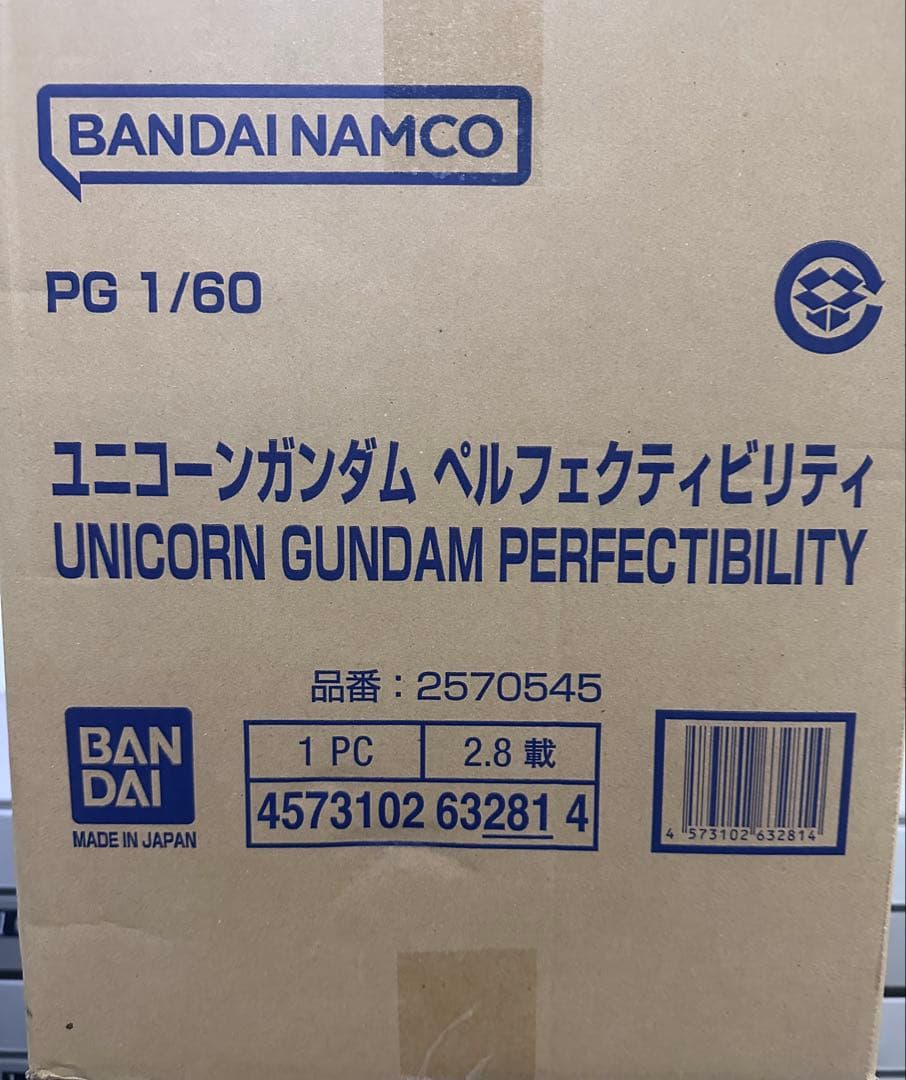 BANDAI NAMCO
PG 1/60
ユニコーンガンダム ペルフェクティビリティ
UNICORN GUNDAM PERFECTIBILITY
品番：2570545
BAN
DAI
MADE IN JAPAN
1 PC
2.8 載
4573102 63281 4
4 573102 632814